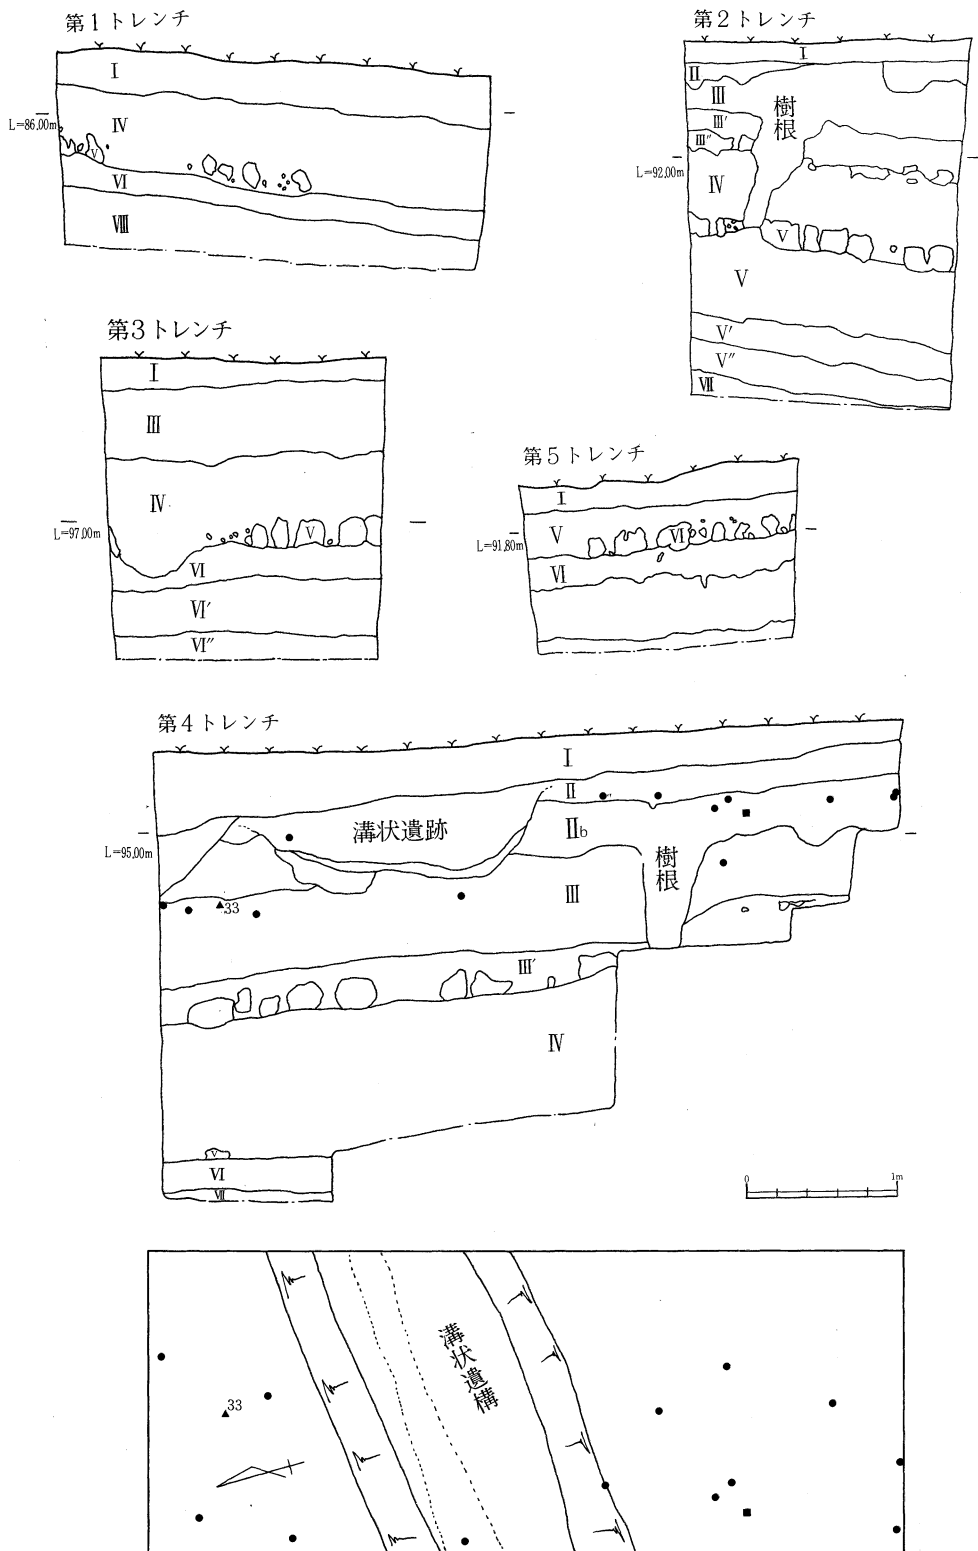 第1トレンチ
Ⅰ
L=86.00m
Ⅳ
Ⅴ
Ⅵ
Ⅷ
第2トレンチ
Ⅰ
Ⅱ
Ⅲ
樹根
Ⅲ′
Ⅲ″
L=92.00m
Ⅳ
Ⅴ
Ⅴ
Ⅴ′
Ⅴ″
Ⅶ
第3トレンチ
Ⅰ
Ⅲ
Ⅳ
L=97.00m
Ⅴ
Ⅵ
Ⅵ′
Ⅵ″
第5トレンチ
Ⅰ
Ⅴ
Ⅵ
L=91.80m
Ⅵ
第4トレンチ
Ⅰ
Ⅱ
溝状遺跡
Ⅱb
L=95.00m
樹根
Ⅲ
33
Ⅲ′
Ⅳ
Ⅴ
Ⅵ
Ⅶ
0 1m
溝状遺構
33